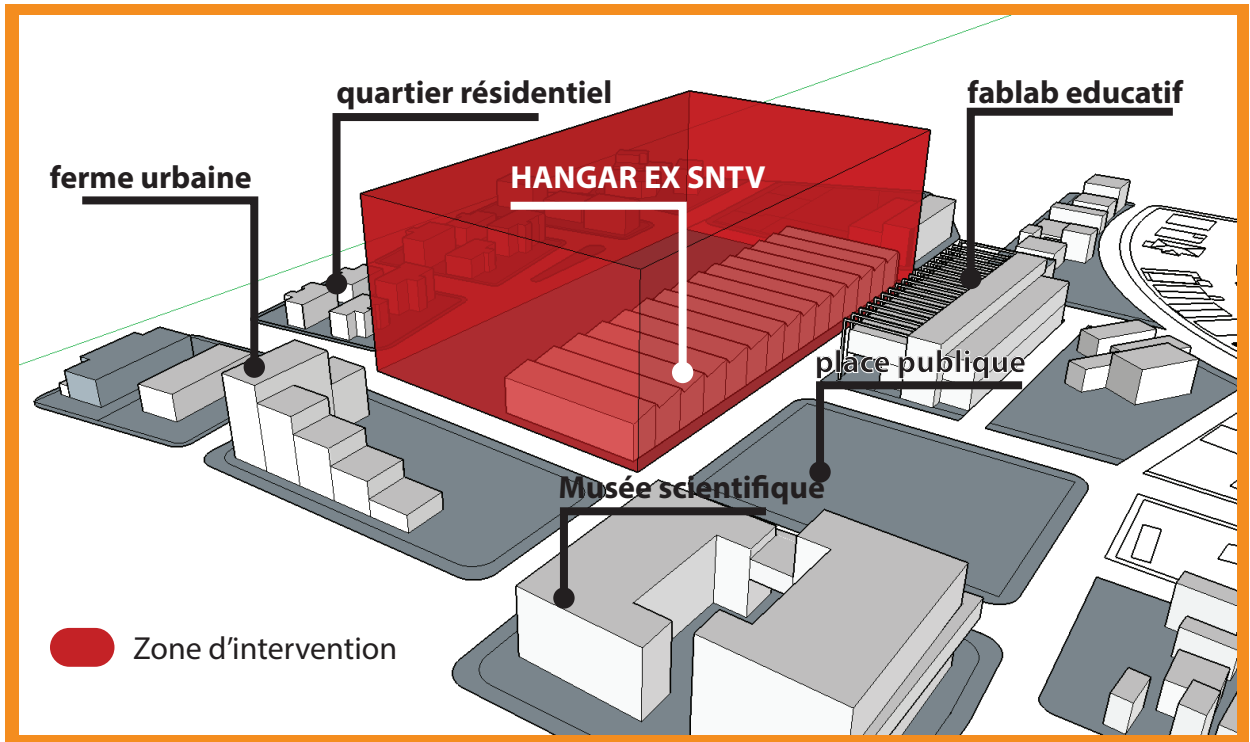 quartier résidentiel
fablab educatif
ferme urbaine
HANGAR EX SNTV
place publique
Musée scientifique
Zone d'intervention